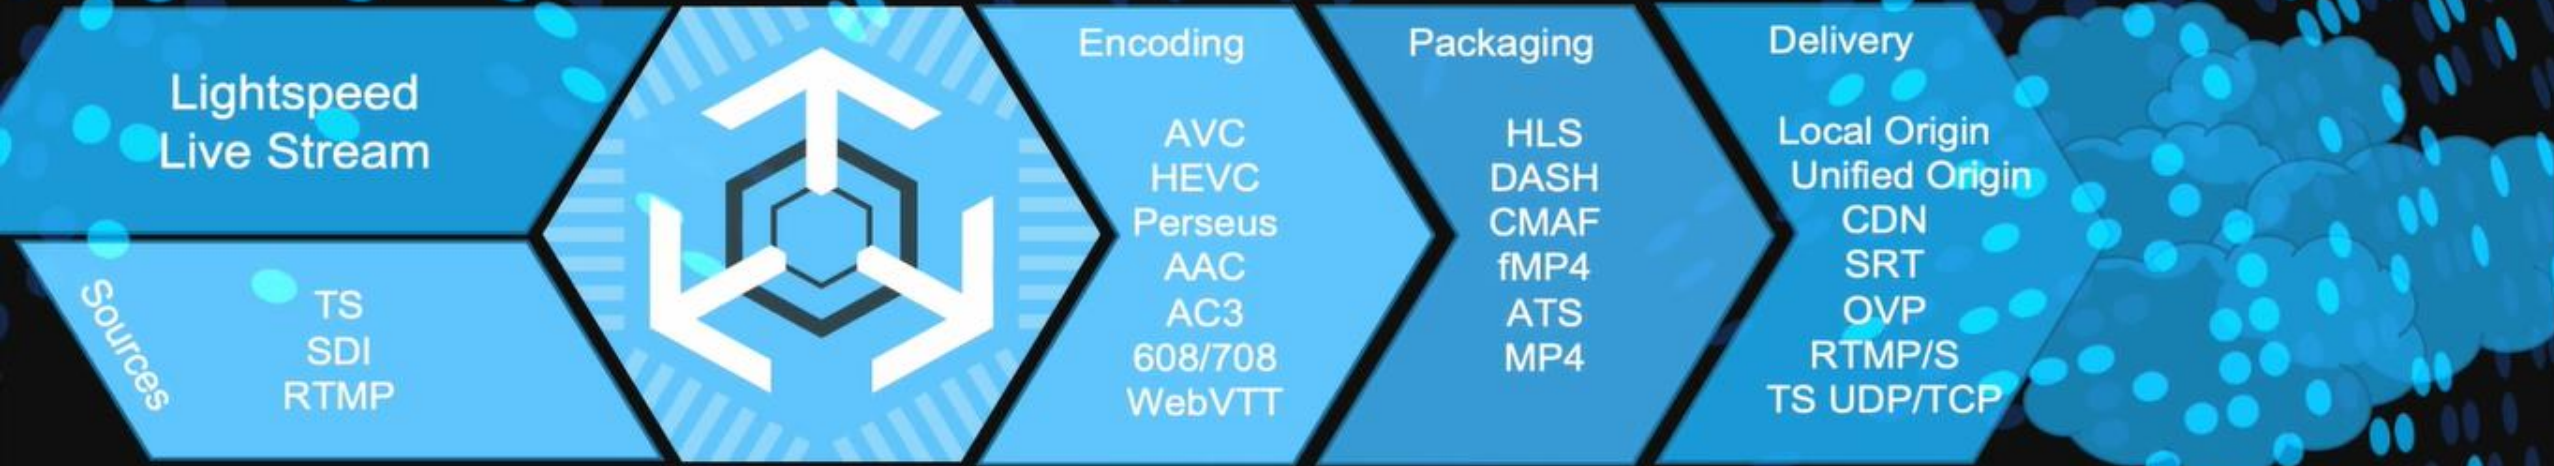 Lightspeed
Live Stream
Sources
TS
SDI
RTMP
Encoding
AVC
HEVC
Perseus
AAC
AC3
608/708
WebVTT
Packaging
HLS
DASH
CMAF
fMP4
ATS
MP4
Delivery
Local Origin
Unified Origin
CDN
SRT
OVP
RTMP/S
TS UDP/TCP